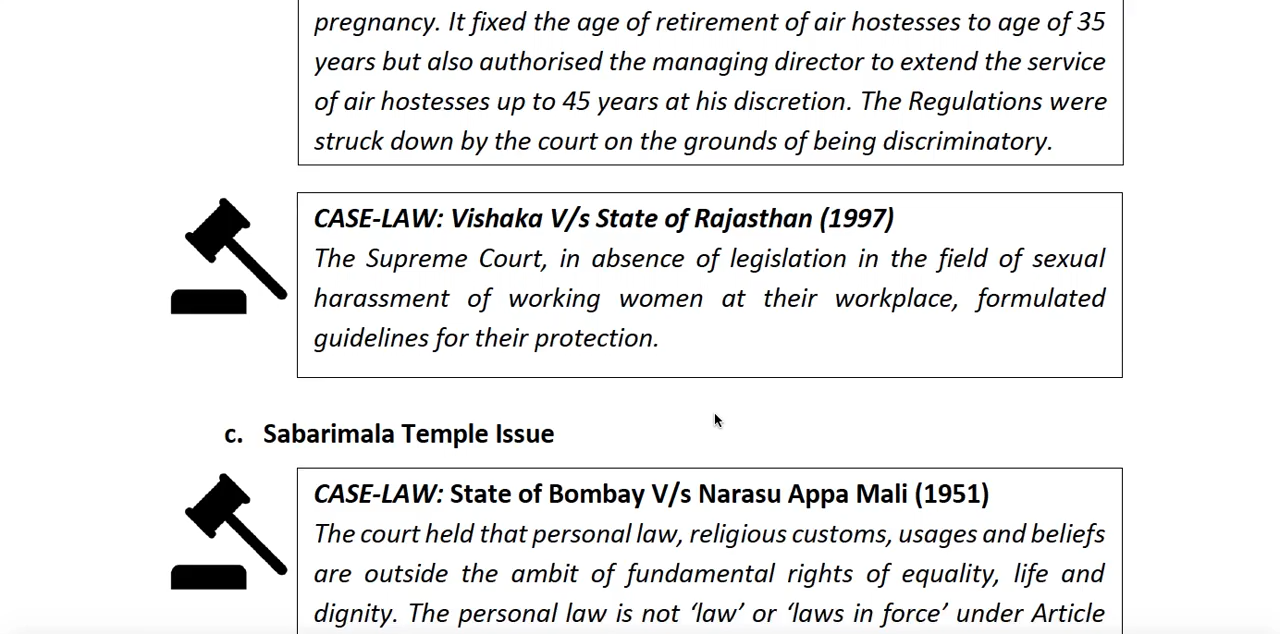 pregnancy. It fixed the age of retirement of air hostesses to age of 35
years but also authorised the managing director to extend the service
of air hostesses up to 45 years at his discretion. The Regulations were
struck down by the court on the grounds of being discriminatory.
CASE-LAW: Vishaka V/s State of Rajasthan (1997)
The Supreme Court, in absence of legislation in the field of sexual
harassment of working women at their workplace, formulated
guidelines for their protection.
c. Sabarimala Temple Issue
CASE-LAW: State of Bombay V/s Narasu Appa Mali (1951)
The court held that personal law, religious customs, usages and beliefs
are outside the ambit of fundamental rights of equality, life and
dignity. The personal law is not ‘law’ or ‘laws in force’ under Article